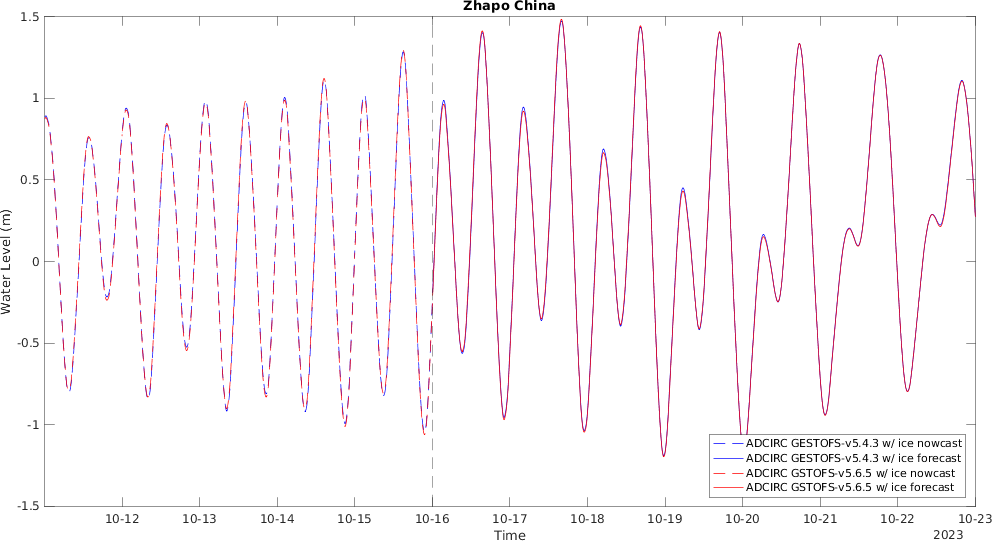 Zhapo China
1.5
1
0.5
0
-0.5
-1
-1.5
Water Level (m)
10-12 10-13 10-14 10-15 10-16 10-17 10-18 10-19 10-20 10-21 10-22 10-23
Time
2023
ADCIRC GESTOFS-v5.4.3 w/ ice nowcast
ADCIRC GESTOFS-v5.4.3 w/ ice forecast
ADCIRC GSTOFS-v5.6.5 w/ ice nowcast
ADCIRC GSTOFS-v5.6.5 w/ ice forecast